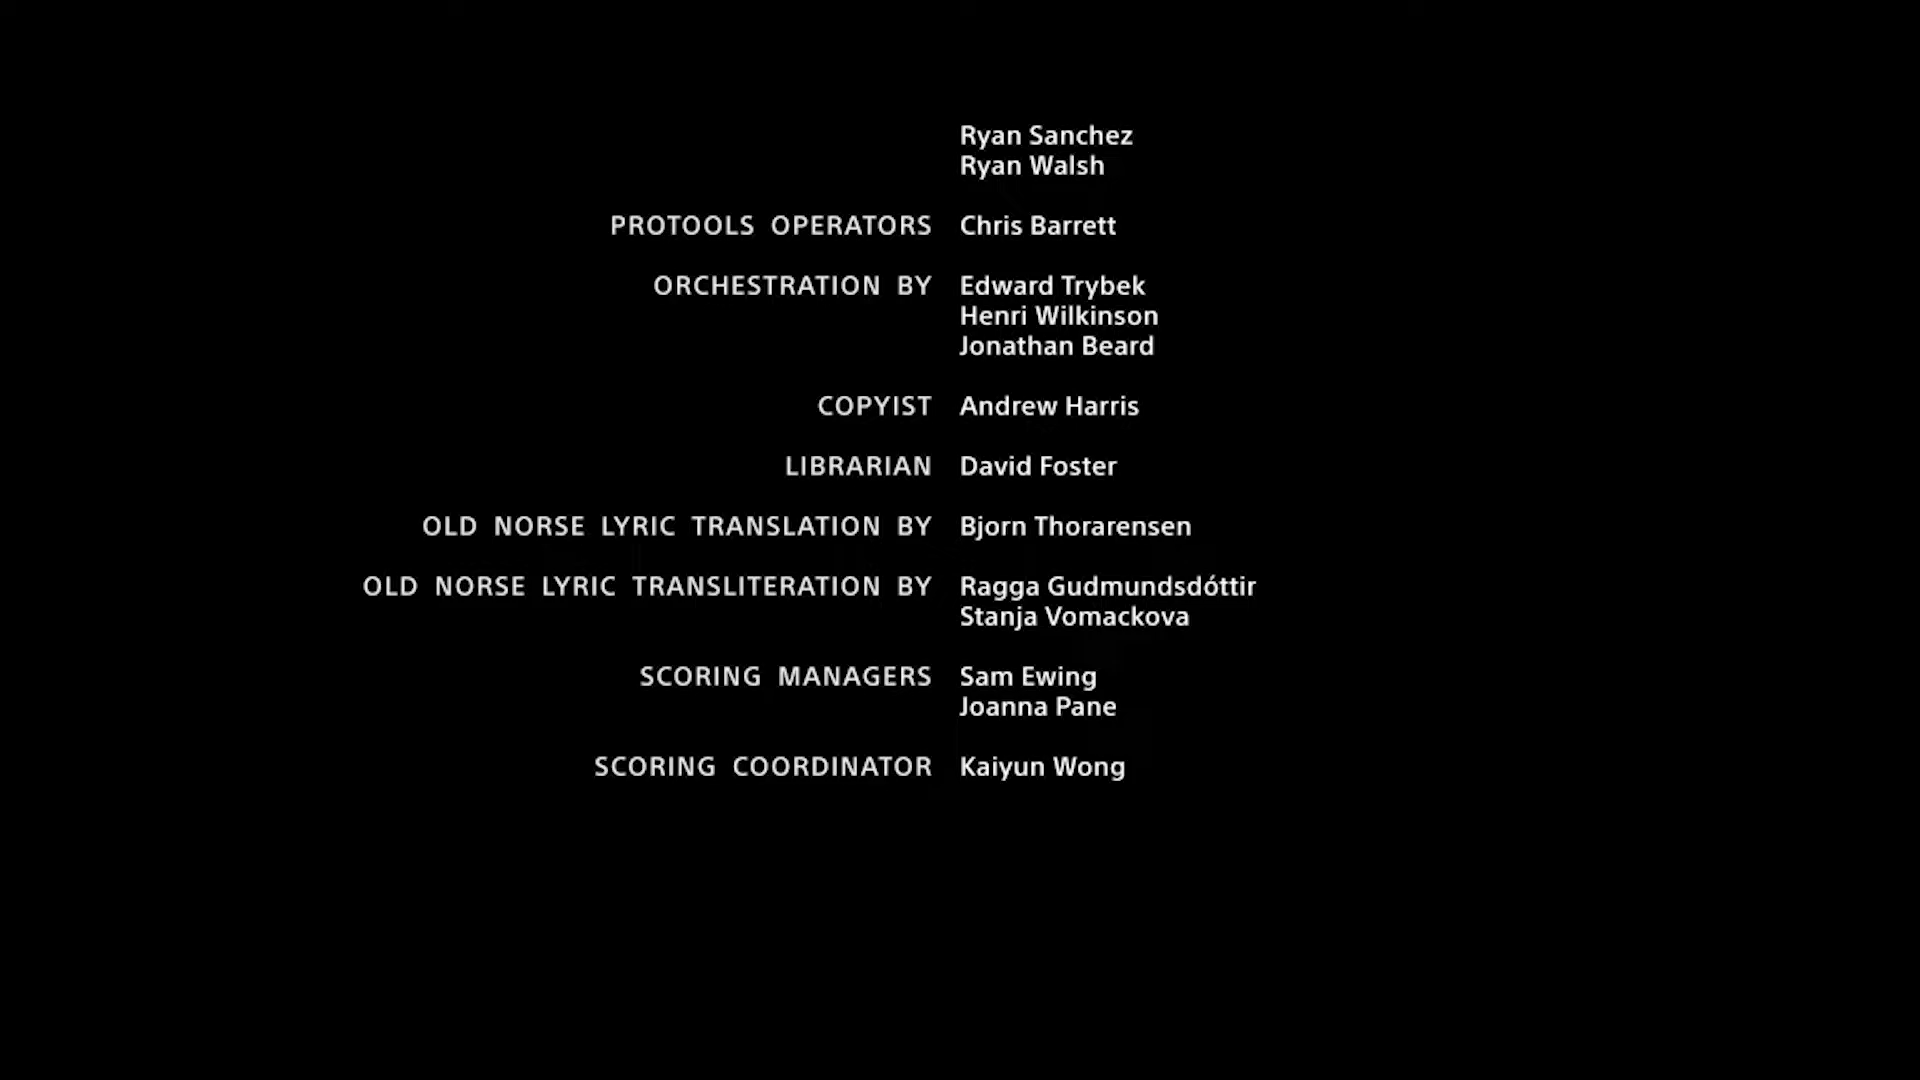 Ryan Sanchez
Ryan Walsh
PROTOOLS OPERATORS Chris Barrett
ORCHESTRATION BY Edward Trybek
Henri Wilkinson
Jonathan Beard
COPYIST Andrew Harris
LIBRARIAN David Foster
OLD NORSE LYRIC TRANSLATION BY Bjorn Thorarensen
OLD NORSE LYRIC TRANSLITERATION BY Ragga Gudmundsdóttir
Stanja Vomackova
SCORING MANAGERS Sam Ewing
Joanna Pane
SCORING COORDINATOR Kaiyun Wong